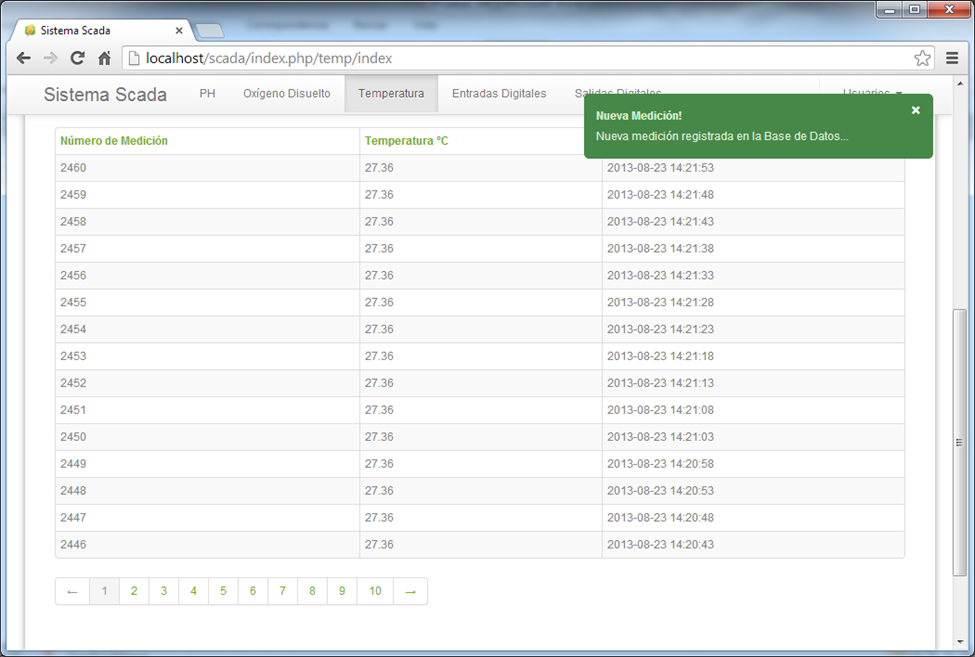 Sistema Scada
localhost/scada/index.php/temp/index
Sistema Scada PH Oxígeno Disuelto Temperatura Entradas Digitales Salidas Digitales Usuarios
Nueva Medición!
Nueva medición registrada en la Base de Datos...
Número de Medición Temperatura ºC
2460 27.36 2013-08-23 14:21:53
2459 27.36 2013-08-23 14:21:48
2458 27.36 2013-08-23 14:21:43
2457 27.36 2013-08-23 14:21:38
2456 27.36 2013-08-23 14:21:33
2455 27.36 2013-08-23 14:21:28
2454 27.36 2013-08-23 14:21:23
2453 27.36 2013-08-23 14:21:18
2452 27.36 2013-08-23 14:21:13
2451 27.36 2013-08-23 14:21:08
2450 27.36 2013-08-23 14:21:03
2449 27.36 2013-08-23 14:20:58
2448 27.36 2013-08-23 14:20:53
2447 27.36 2013-08-23 14:20:48
2446 27.36 2013-08-23 14:20:43
← 1 2 3 4 5 6 7 8 9 10 →